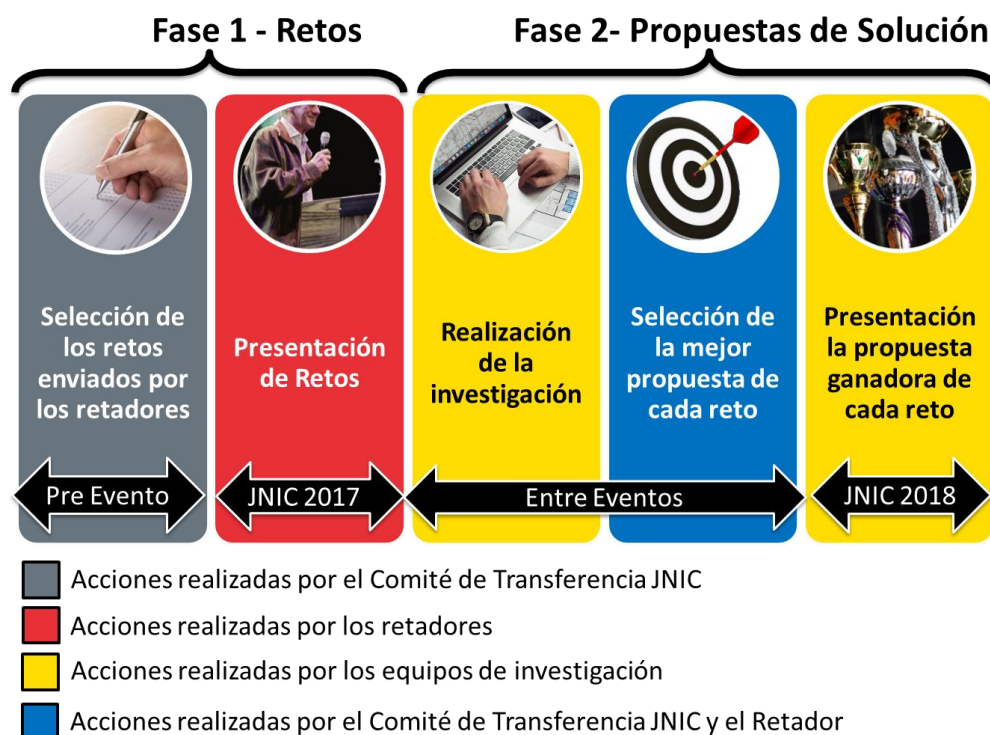 Fase 1 - Retos
Fase 2- Propuestas de Solución
Selección de
los retos
enviados por
los retadores
Presentación
de Retos
Realización
de la
investigación
Selección de
la mejor
propuesta de
cada reto
Presentación
la propuesta
ganadora de
cada reto
Pre Evento
JNIC 2017
Entre Eventos
JNIC 2018
Acciones realizadas por el Comité de Transferencia JNIC
Acciones realizadas por los retadores
Acciones realizadas por los equipos de investigación
Acciones realizadas por el Comité de Transferencia JNIC y el Retador